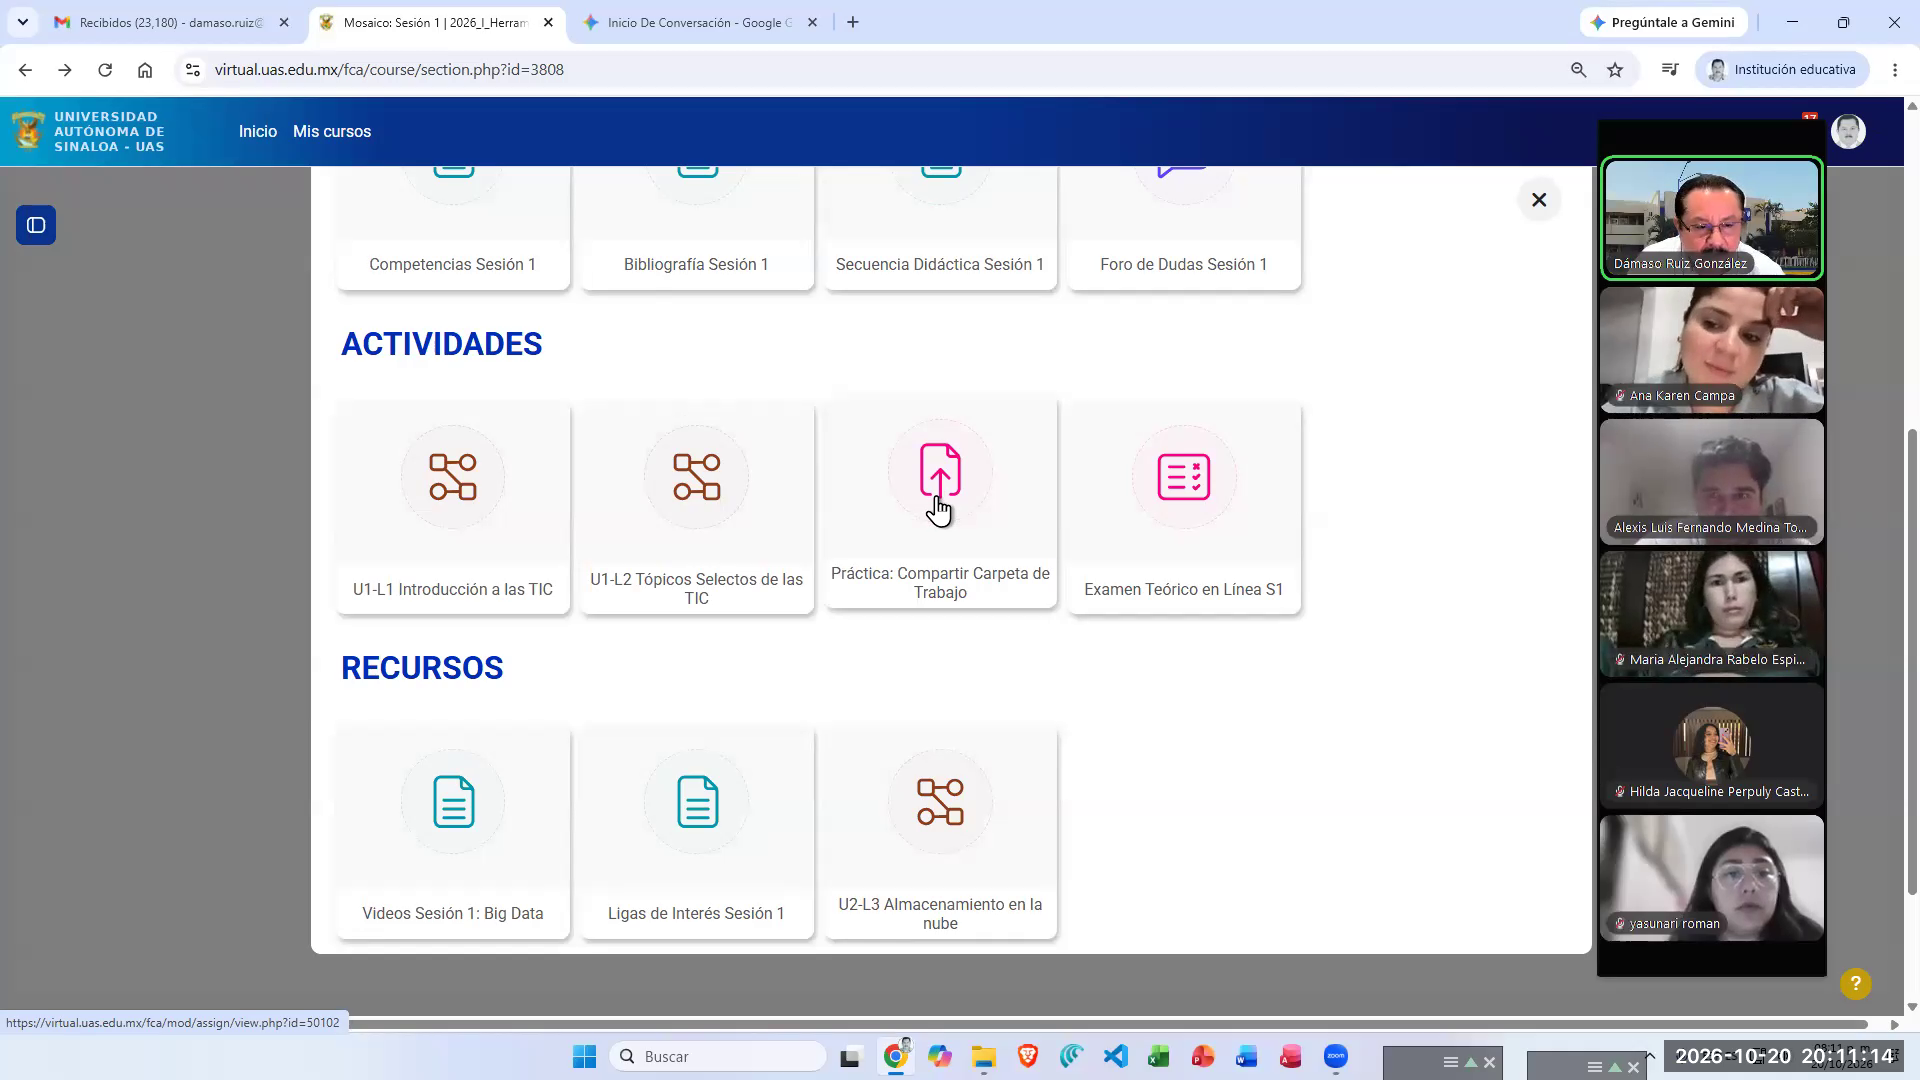 Recibidos (23,180) - damaso.ruiz@
Mosaico: Sesión 1 | 2026_I_Herram
Inicio De Conversación - Google G
Pregúntale a Gemini
virtual.uas.edu.mx/fca/course/section.php?id=3808
Institución educativa
UNIVERSIDAD
AUTÓNOMA DE
SINALOA - UAS
Inicio
Mis cursos
17
Competencias Sesión 1
Bibliografía Sesión 1
Secuencia Didáctica Sesión 1
Foro de Dudas Sesión 1
ACTIVIDADES
U1-L1 Introducción a las TIC
U1-L2 Tópicos Selectos de las
TIC
Práctica: Compartir Carpeta de
Trabajo
Examen Teórico en Línea S1
RECURSOS
Videos Sesión 1: Big Data
Ligas de Interés Sesión 1
U2-L3 Almacenamiento en la
nube
Dámaso Ruiz González
Ana Karen Campa
Alexis Luis Fernando Medina To...
Maria Alejandra Rabelo Espi...
Hilda Jacqueline Perpuly Cast...
yasunari roman
?
https://virtual.uas.edu.mx/fca/mod/assign/view.php?id=50102
Buscar
zoom
2026-10-20 20:11:14